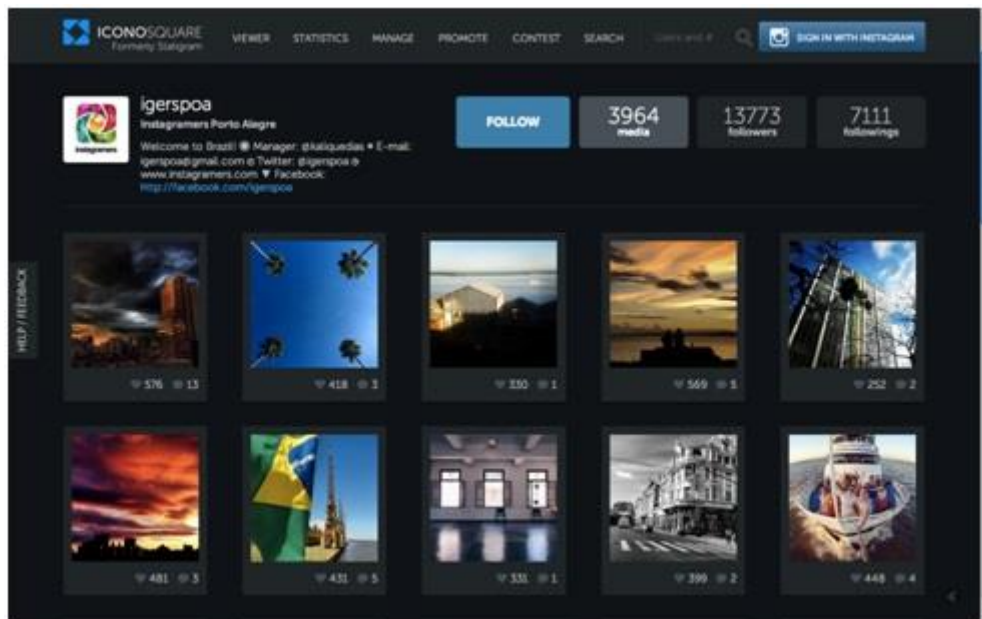 ICONOSQUARE
Formerly Statigram
VIEWER STATISTICS MANAGE PROMOTE CONTEST SEARCH
SIGN IN WITH INSTAGRAM
igerspoa
Instagramers Porto Alegre
Welcome to Brazil! Manager: @kaliquedias • E-mail:
igerspoa@gmail.com Twitter: @igerspoa
www.instagramers.com ▼ Facebook:
http://facebook.com/igerspoa
instagramers
FOLLOW
3964
media
13773
followers
7111
followings
HELP / FEEDBACK
576 13
418 3
330 1
569 5
252 2
481 3
431 5
331 1
399 2
448 4